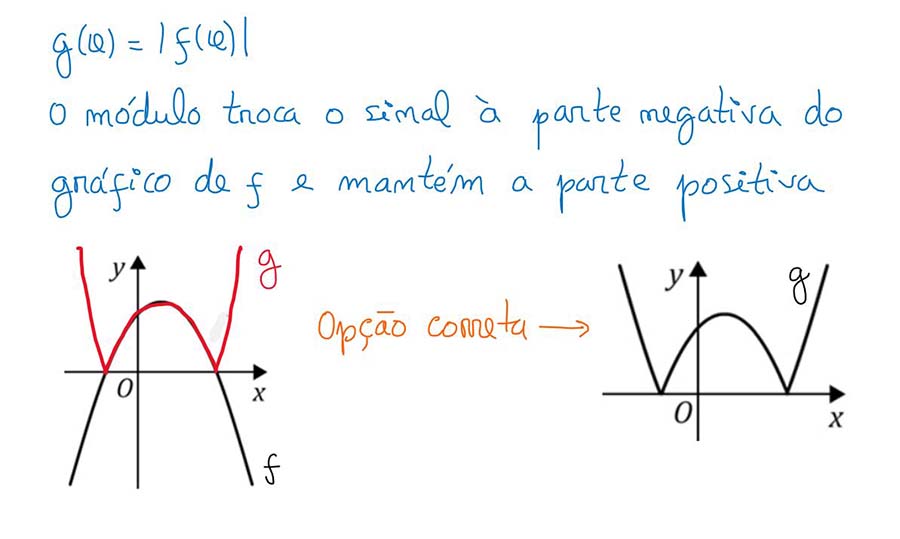 g(x) = |f(x)|
O módulo troca o sinal à parte negativa do
gráfico de f e mantém a parte positiva
y
g
O
x
f
Opção correta →
y
g
O
x